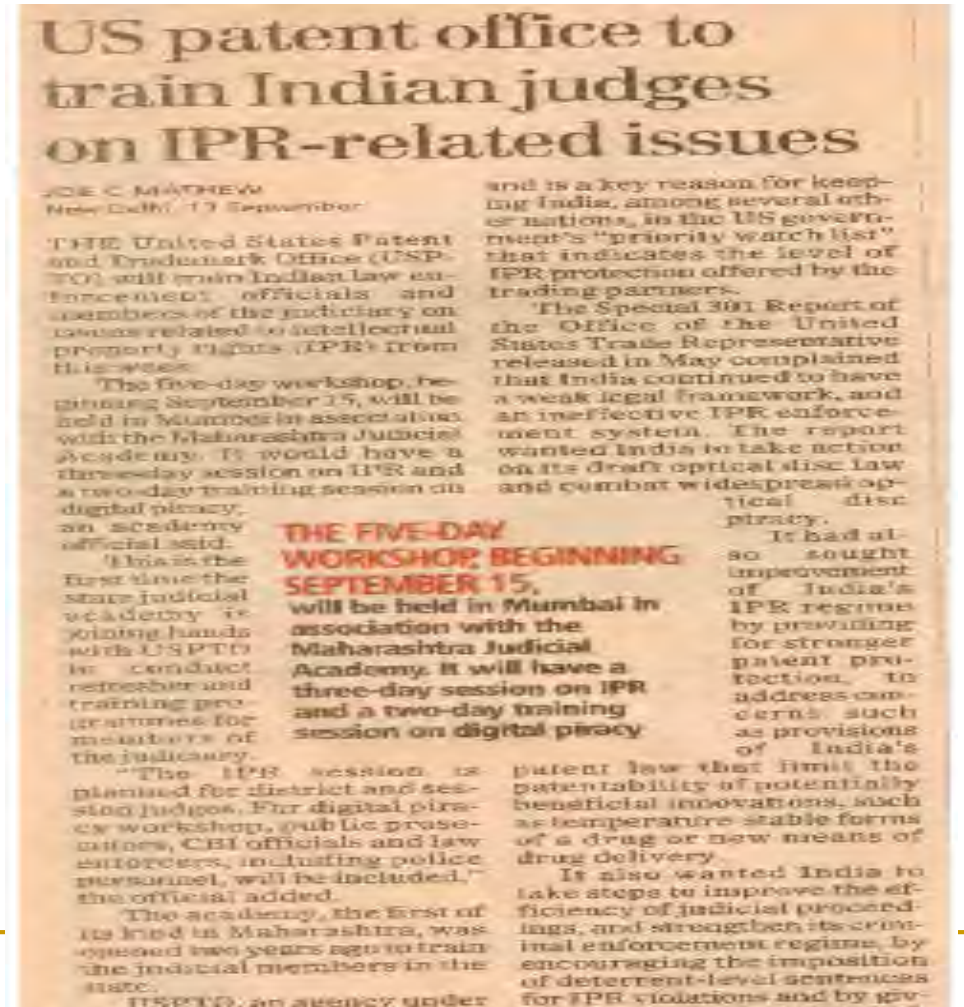 US patent office to
train Indian judges
on IPR-related issues
JOE C MATHEW
New Delhi, 13 September
THE United States Patent
and Trademark Office (USP-
TO) will train Indian law en-
forcement officials and
members of the judiciary on
issues related to intellectual
property rights (IPR) from
this week.
The five-day workshop, be-
ginning September 15, will be
held in Mumbai in association
with the Maharashtra Judicial
Academy. It would have a
three-day session on IPR and
a two-day training session on
digital piracy,
an academy
official said.
This is the
first time the
state judicial
academy is
joining hands
with USPTO
to conduct
refresher and
training pro-
grammes for
members of
the judiciary.
"The IPR session is
planned for district and ses-
sion judges. For digital pira-
cy workshop, public prose-
cutors, CBI officials and law
enforcers, including police
personnel, will be included,"
the official added.
The academy, the first of
its kind in Maharashtra, was
opened two years ago to train
the judicial members in the
state.
USPTO, an agency under
THE FIVE-DAY
WORKSHOP, BEGINNING
SEPTEMBER 15,
will be held in Mumbai in
association with the
Maharashtra Judicial
Academy. It will have a
three-day session on IPR
and a two-day training
session on digital piracy
and is a key reason for keep-
ing India, among several oth-
er nations, in the US govern-
ment's "priority watch list"
that indicates the level of
IPR protection offered by the
trading partners.
The Special 301 Report of
the Office of the United
States Trade Representative
released in May complained
that India continued to have
a weak legal framework, and
an ineffective IPR enforce-
ment system. The report
wanted India to take action
on its draft optical disc law
and combat widespread op-
tical disc
piracy.
It had al-
so sought
improvement
of India's
IPR regime
by providing
for stronger
patent pro-
tection, to
address con-
cerns such
as provisions
of India's
patent law that limit the
patentability of potentially
beneficial innovations, such
as temperature stable forms
of a drug or new means of
drug delivery.
It also wanted India to
take steps to improve the ef-
ficiency of judicial proceed-
ings, and strengthen its crim-
inal enforcement regime, by
encouraging the imposition
of deterrent-level sentences
for IPR violations and by giv-